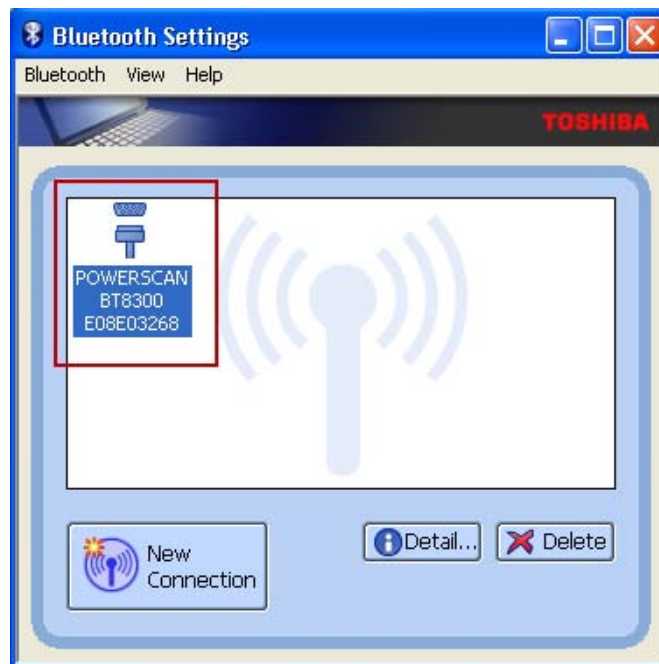 Bluetooth Settings
Bluetooth View Help
TOSHIBA
POWERSCAN
BT8300
E08E03268
New
Connection
Detail...
Delete